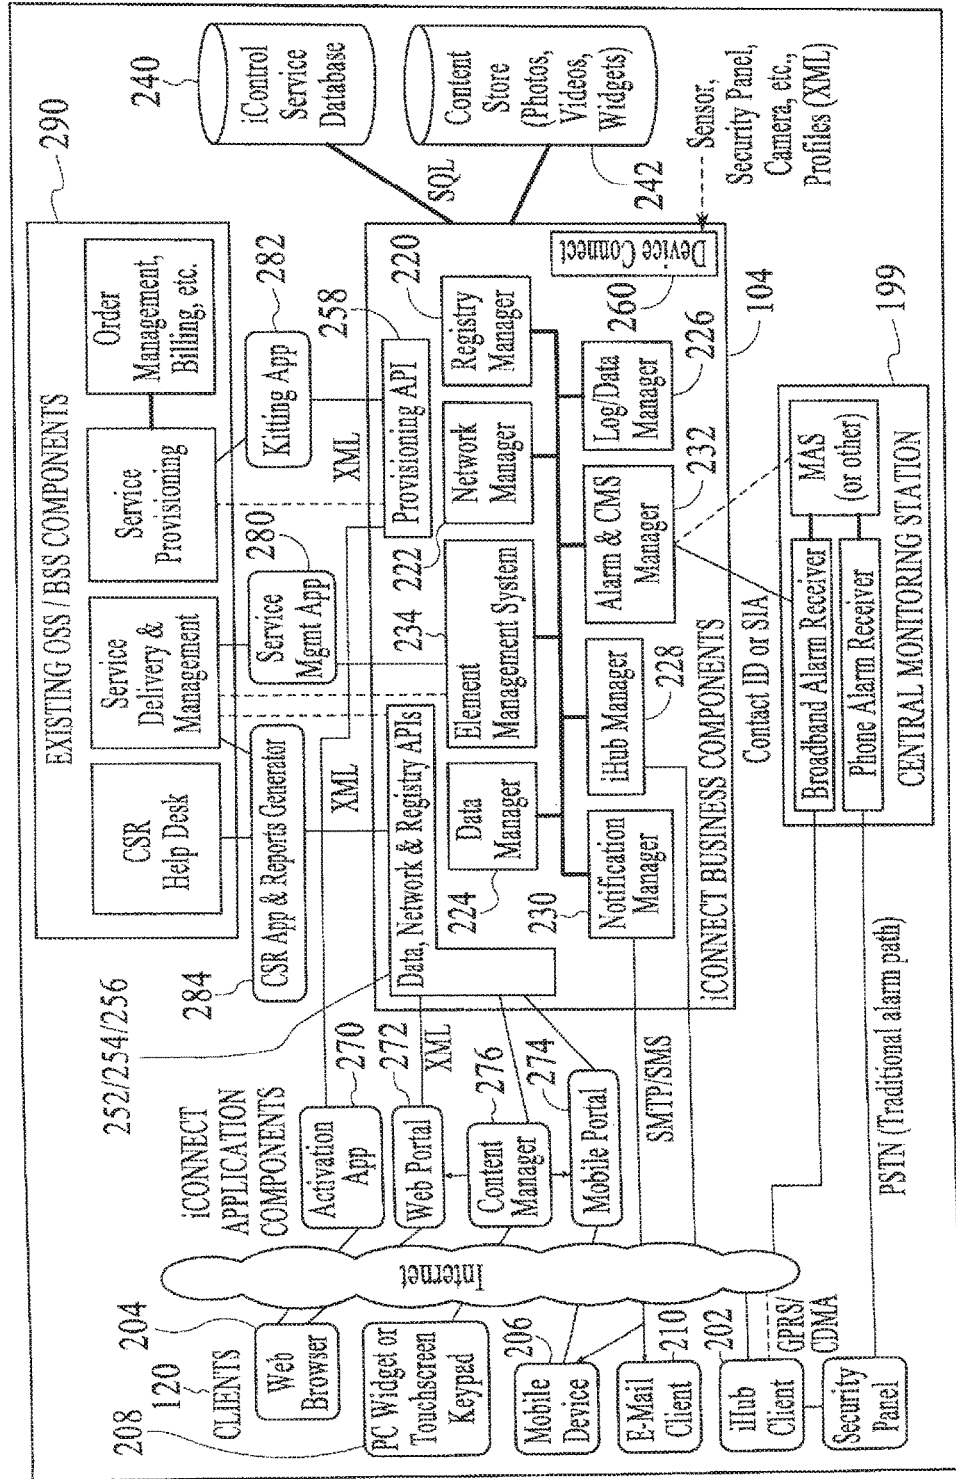 290
EXISTING OSS / BSS COMPONENTS
CSR
Help Desk
Service
Delivery &
Management
Service
Provisioning
Order
Management,
Billing, etc.
240
iControl
Service
Database
Content
Store
(Photos,
Videos,
Widgets)
242
SQL
284
CSR App & Reports Generator
280
Service
Mgmt App
282
Kitting App
XML
XML
252/254/256
258
Data, Network & Registry APIs
Provisioning API
234
Element
Management System
222
Network
Manager
220
Registry
Manager
224
Data
Manager
230
Notification
Manager
iHub Manager
228
Alarm & CMS
Manager
232
Log/Data
Manager
226
260
Device Connect
Sensor,
Security Panel,
Camera, etc.,
Profiles (XML)
iCONNECT BUSINESS COMPONENTS
104
iCONNECT
APPLICATION
COMPONENTS
Activation
App
270
Web Portal
272
XML
Content
Manager
276
Mobile Portal
274
SMTP/SMS
Internet
120
CLIENTS
204
Web
Browser
208
PC Widget or
Touchscreen
Keypad
206
Mobile
Device
E-Mail
Client
210
202
iHub
Client
GPRS/
CDMA
Security
Panel
Contact ID or SIA
PSTN (Traditional alarm path)
199
MAS
(or other)
Broadband Alarm Receiver
Phone Alarm Receiver
CENTRAL MONITORING STATION